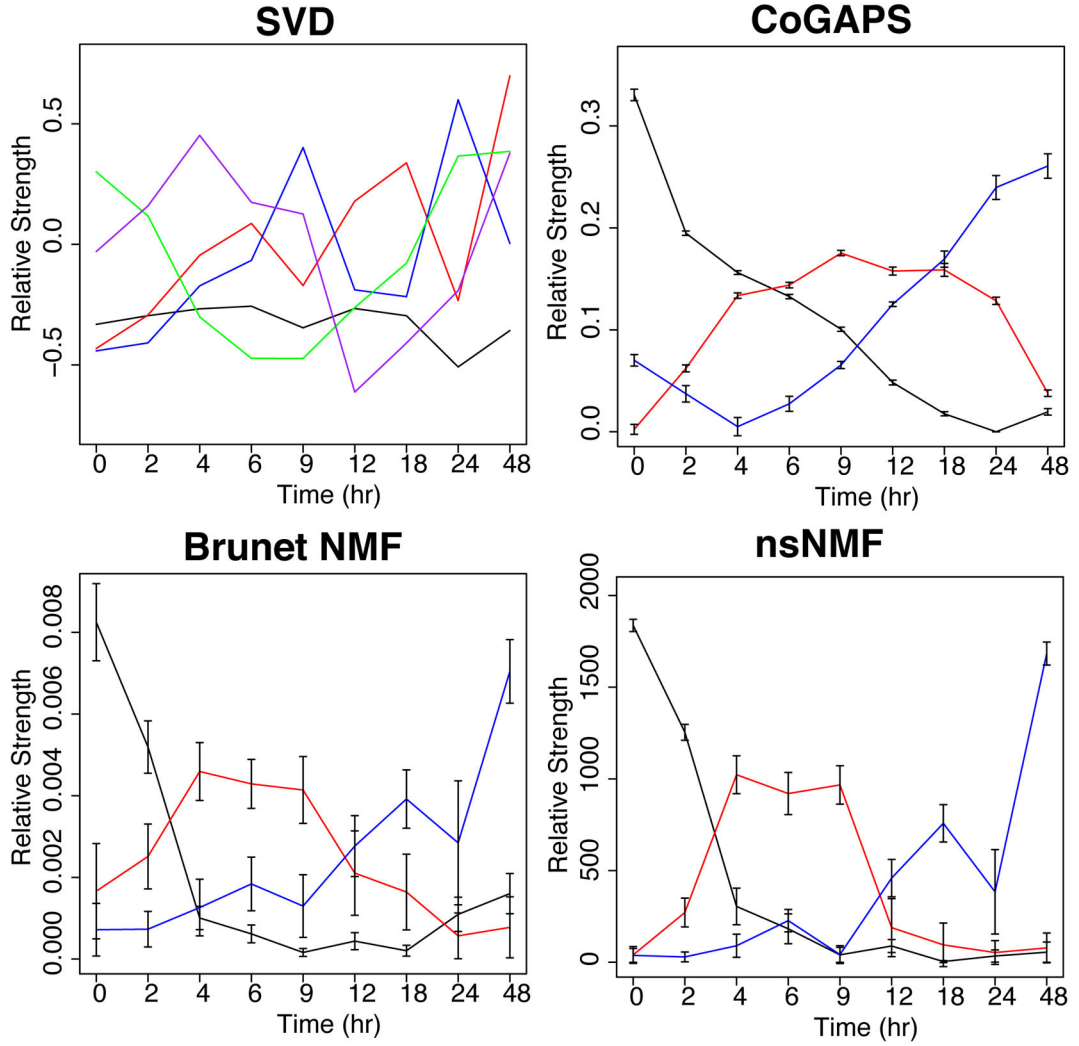 SVD
0.5
0.0
−0.5
Relative Strength
0 2 4 6 9 12 18 24 48
Time (hr)
CoGAPS
0.3
0.2
0.1
0.0
Relative Strength
0 2 4 6 9 12 18 24 48
Time (hr)
Brunet NMF
0.008
0.006
0.004
0.002
0.000
Relative Strength
0 2 4 6 9 12 18 24 48
Time (hr)
nsNMF
2000
1500
1000
500
0
Relative Strength
0 2 4 6 9 12 18 24 48
Time (hr)